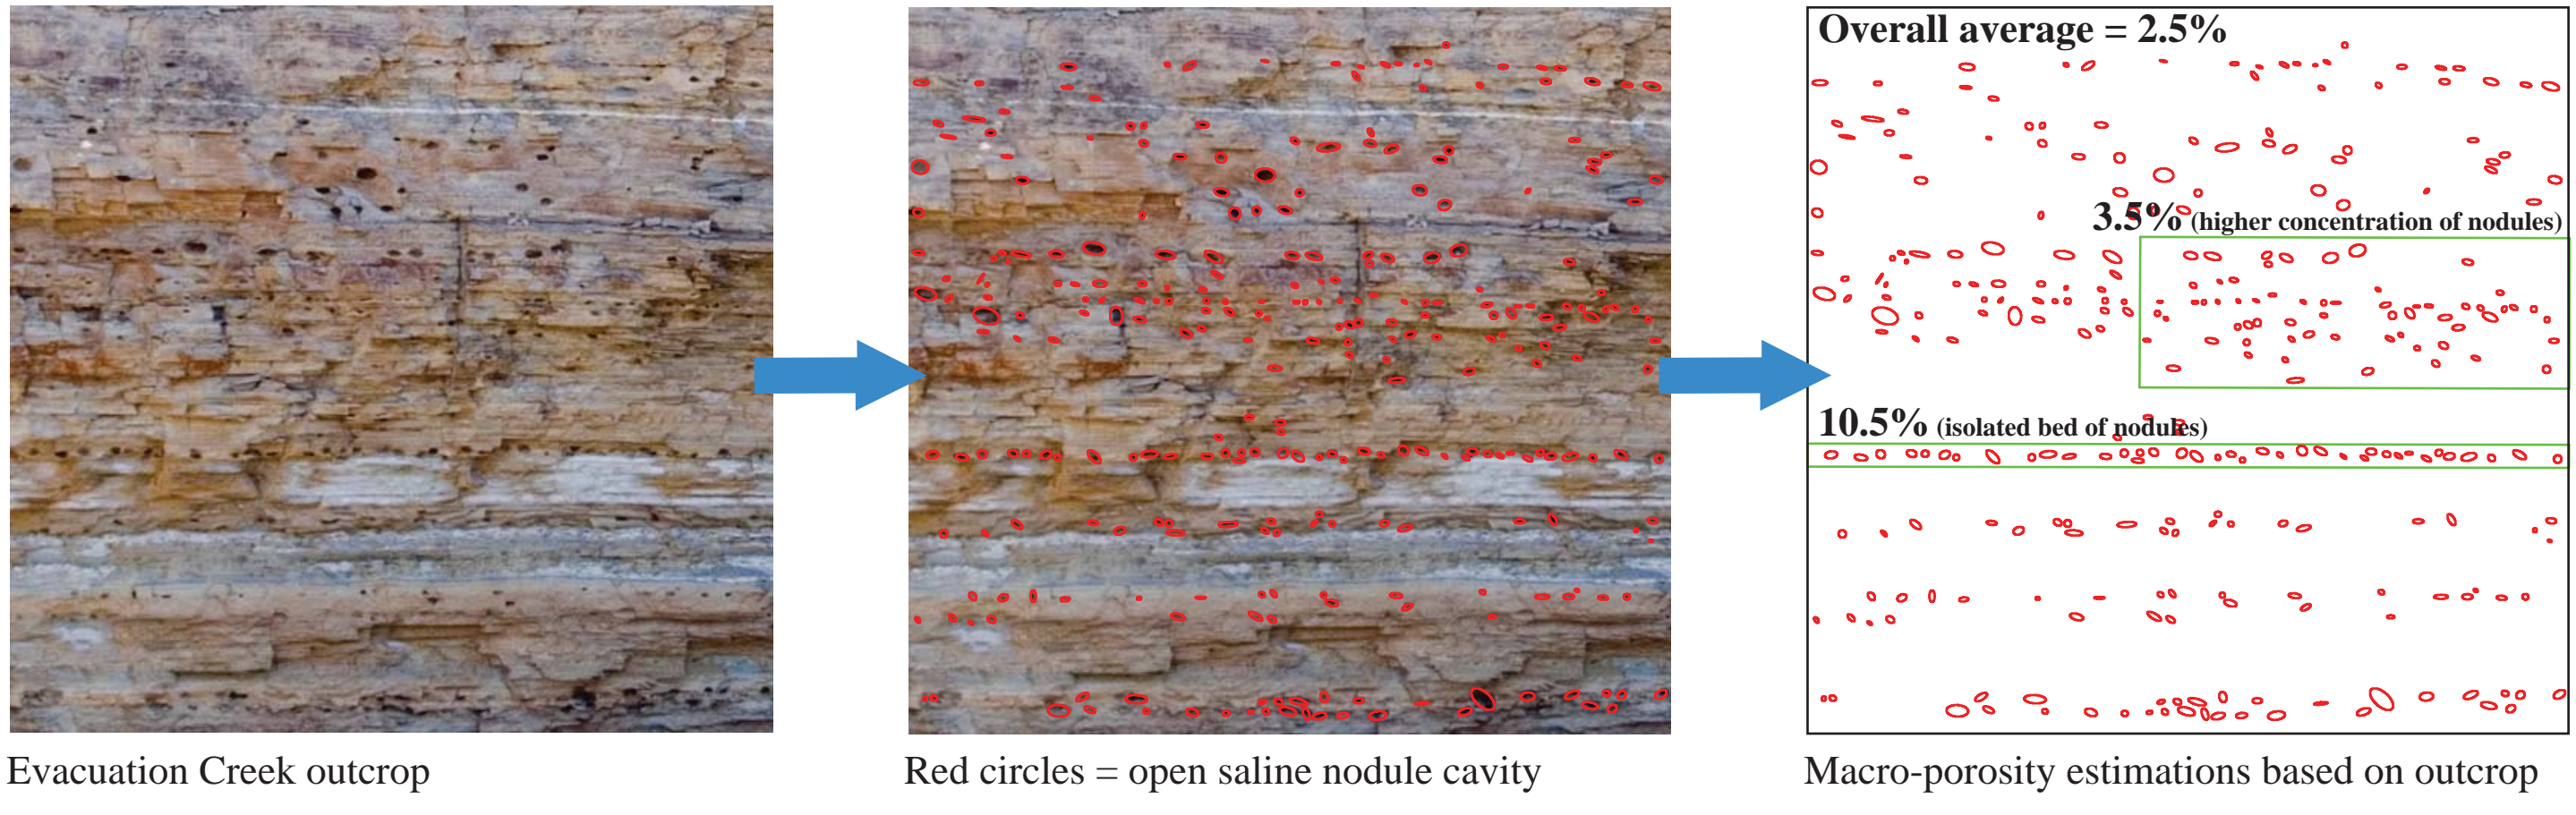 Overall average = 2.5%
3.5% (higher concentration of nodules)
10.5% (isolated bed of nodules)
Evacuation Creek outcrop
Red circles = open saline nodule cavity
Macro-porosity estimations based on outcrop